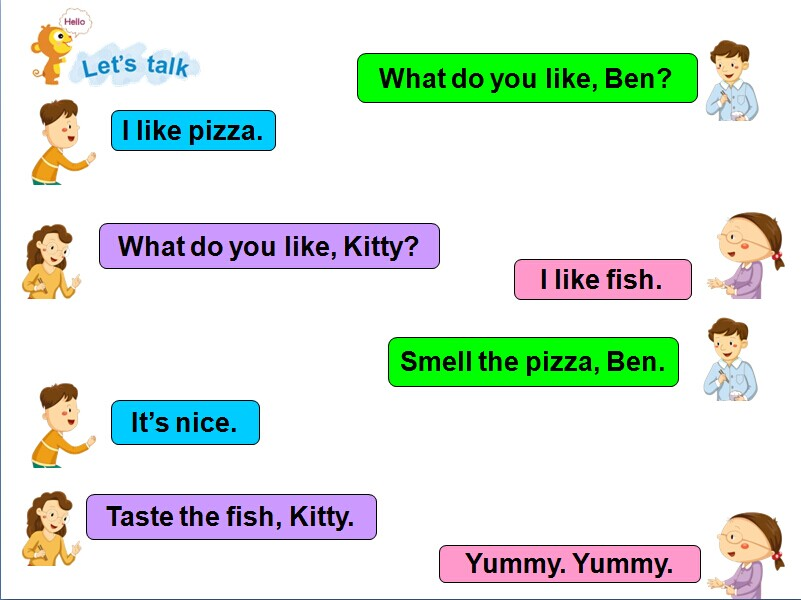 Hello
Let's talk
What do you like, Ben?
I like pizza.
What do you like, Kitty?
I like fish.
Smell the pizza, Ben.
It’s nice.
Taste the fish, Kitty.
Yummy. Yummy.